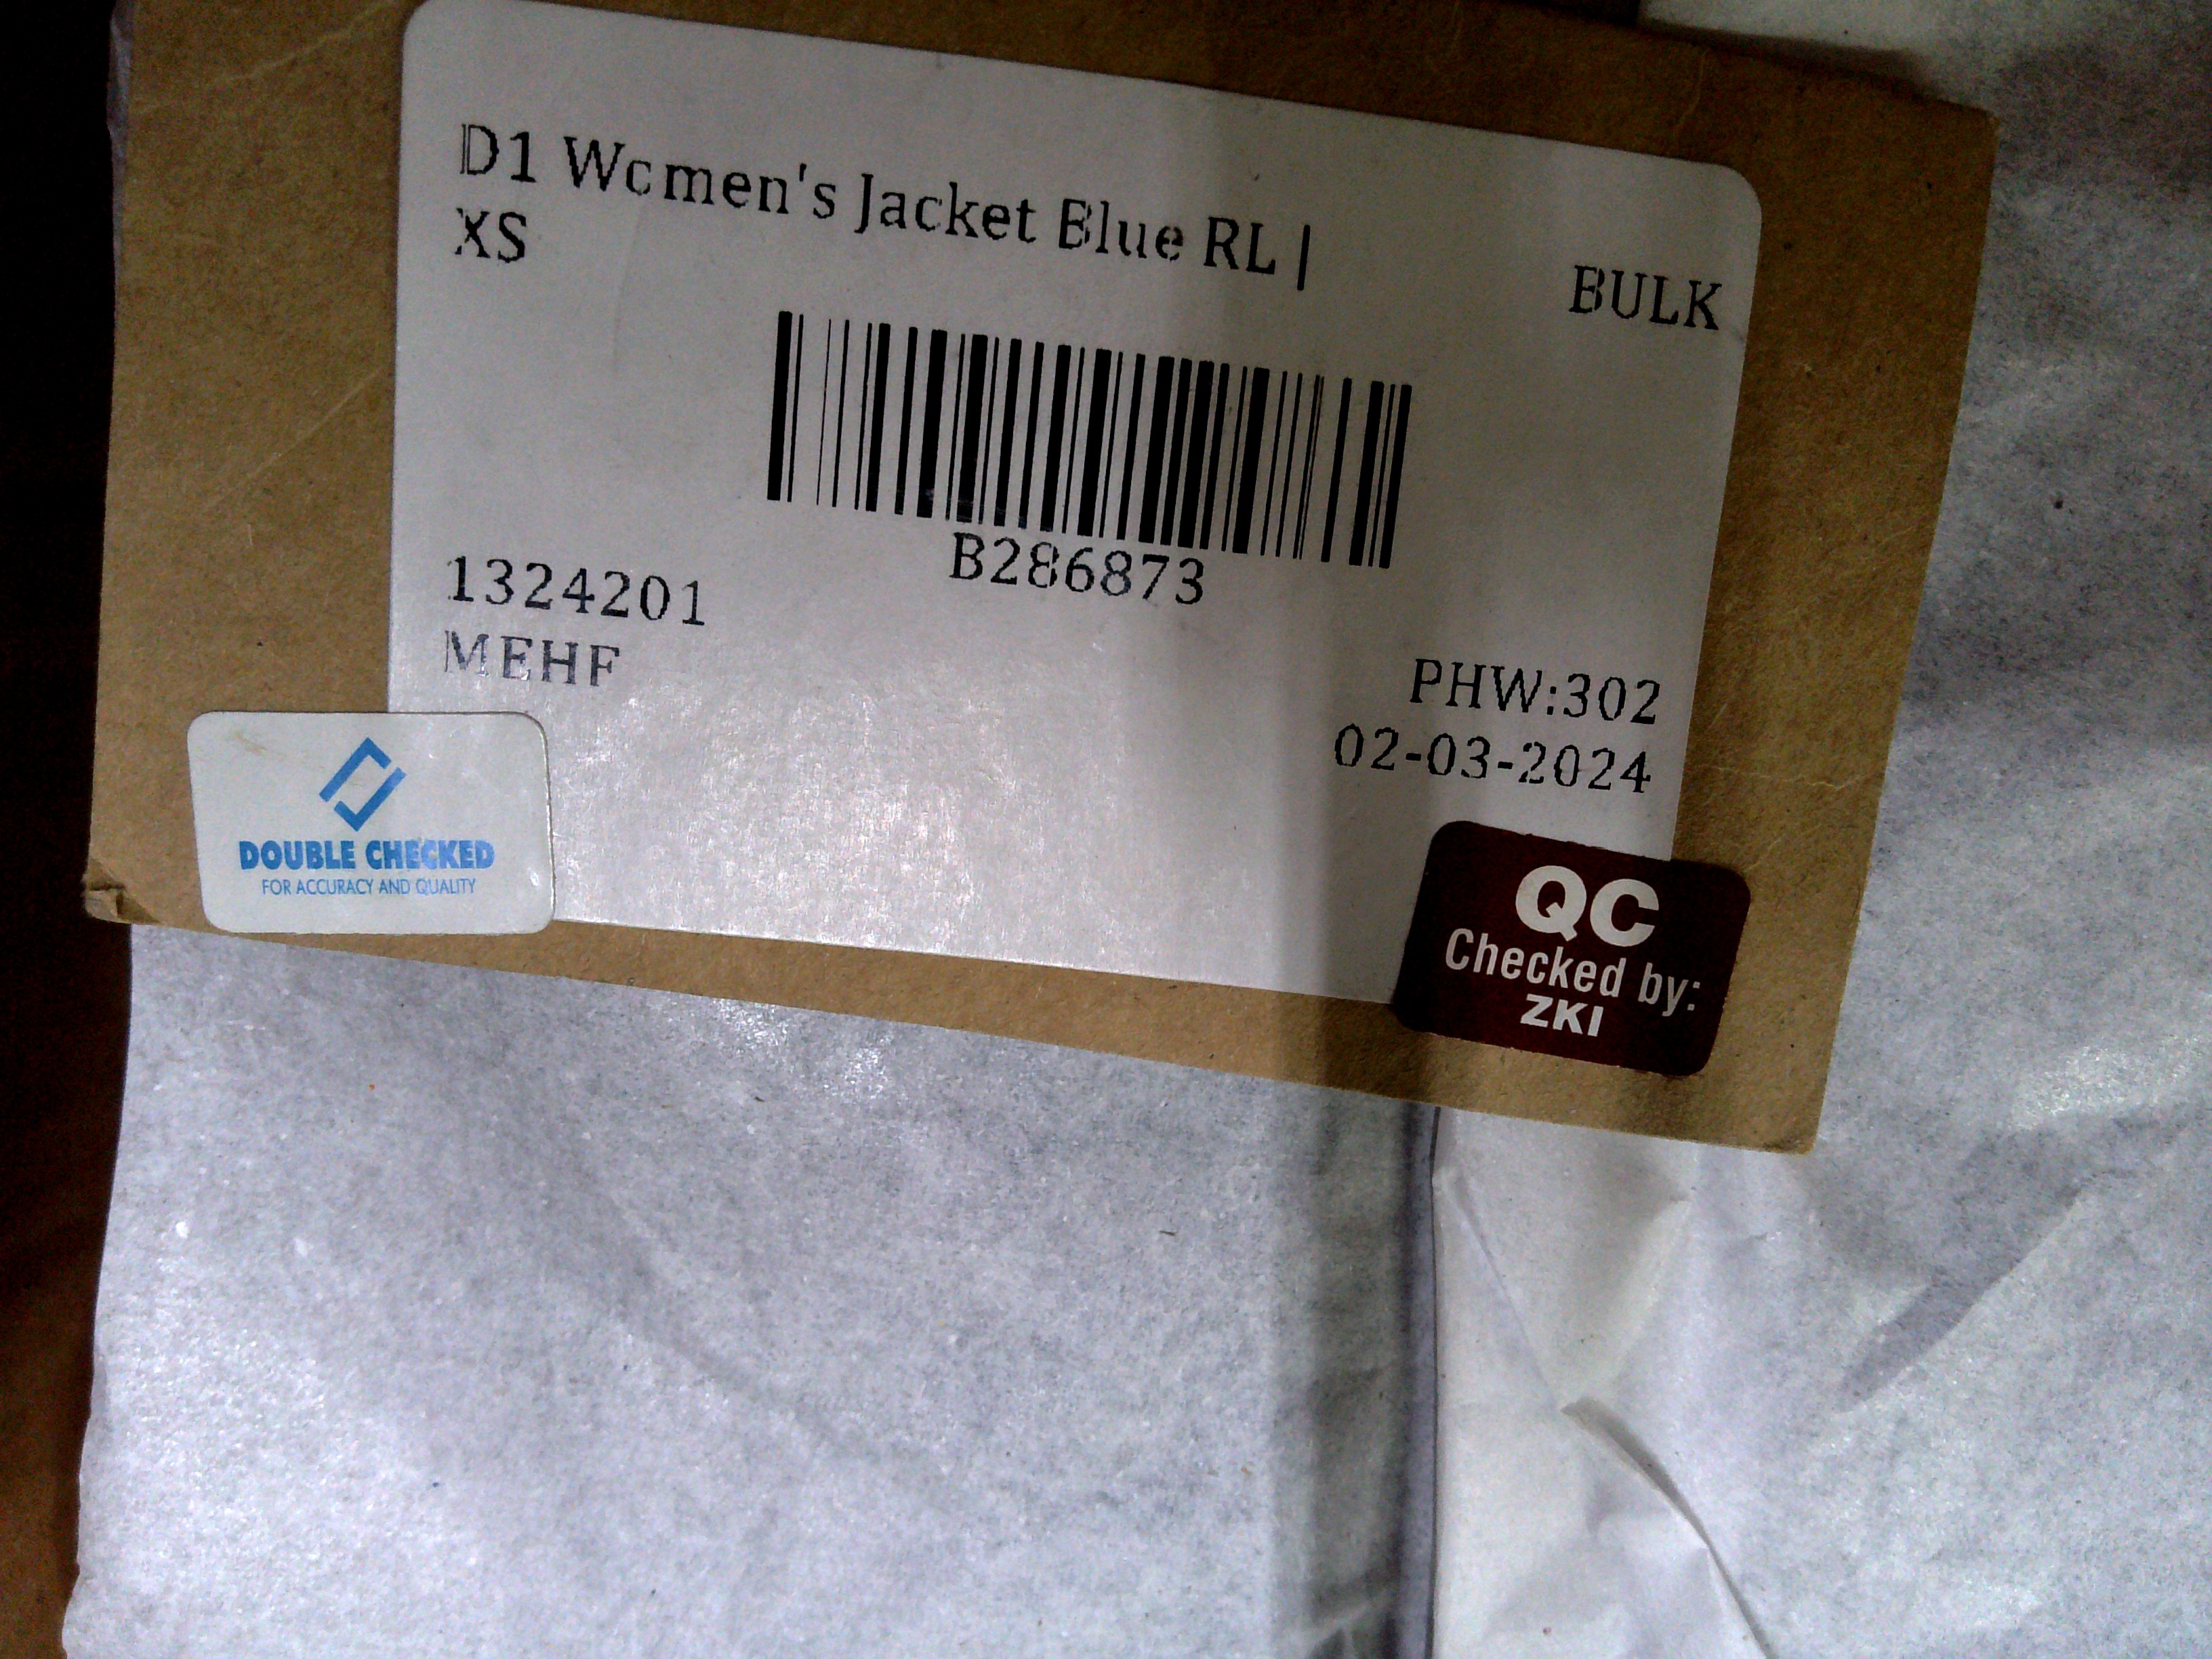 D1 Women's Jacket Blue RL |
XS
BULK
B286873
1324201
MEHF
PHW:302
02-03-2024
DOUBLE CHECKED
FOR ACCURACY AND QUALITY
QC
Checked by:
ZKI